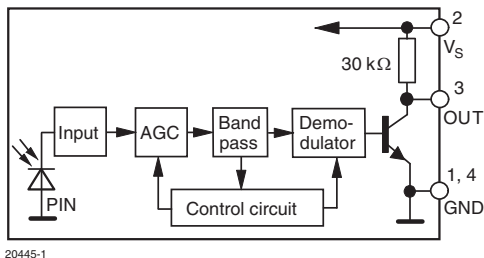 2
V_S
30 kΩ
3
OUT
Input
AGC
Band
pass
Demo-
dulator
1, 4
GND
PIN
Control circuit
20445-1